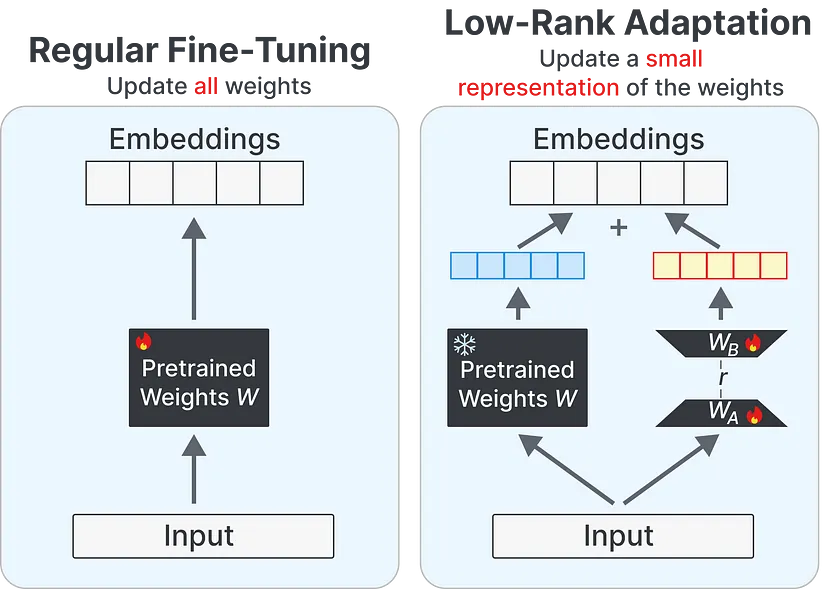 Regular Fine-Tuning
Update all weights
Embeddings
Pretrained
Weights W
Input
Low-Rank Adaptation
Update a small
representation of the weights
Embeddings
+
Pretrained
Weights W
W_B
r
W_A
Input